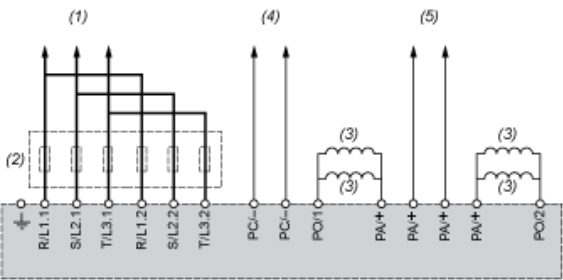 (1) (4) (5)
(3) (3)
(2) (3) (3)
R/L1.1 S/L2.1 T/L3.1 R/L1.2 S/L2.2 T/L3.2 PC/– PC/– PO/1 PA/+ PA/+ PA/+ PA/+ PO/2